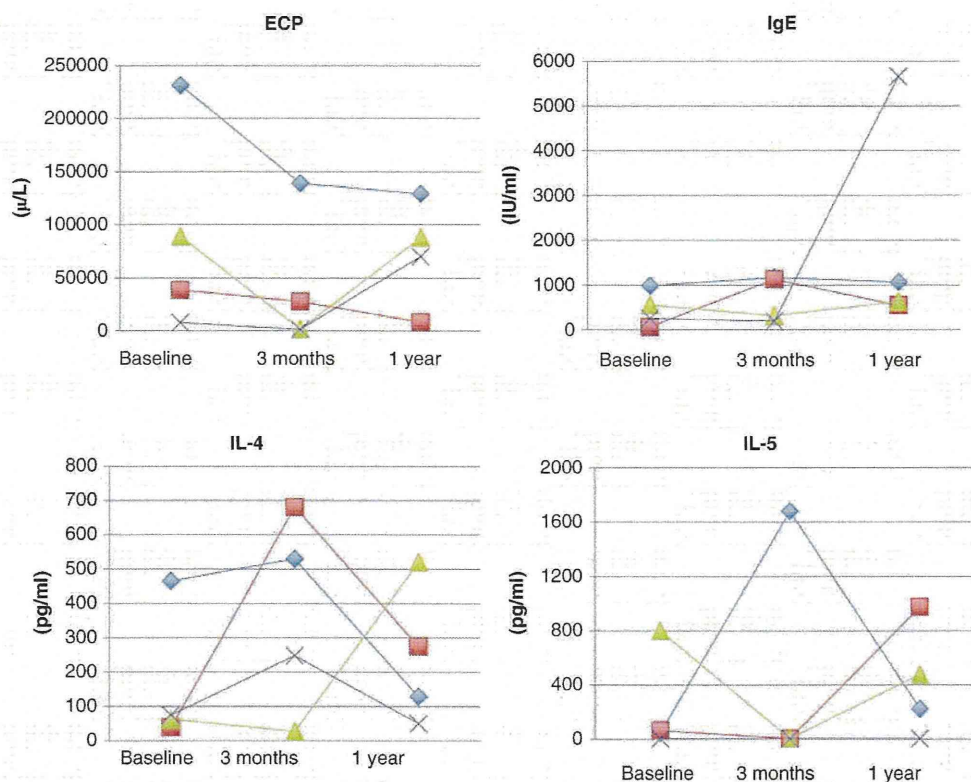 ECP
250000
200000
150000
100000
50000
0
(µ/L)
Baseline 3 months 1 year
IgE
6000
5000
4000
3000
2000
1000
0
(IU/ml)
Baseline 3 months 1 year
IL-4
800
700
600
500
400
300
200
100
0
(pg/ml)
Baseline 3 months 1 year
IL-5
2000
1600
1200
800
400
0
(pg/ml)
Baseline 3 months 1 year